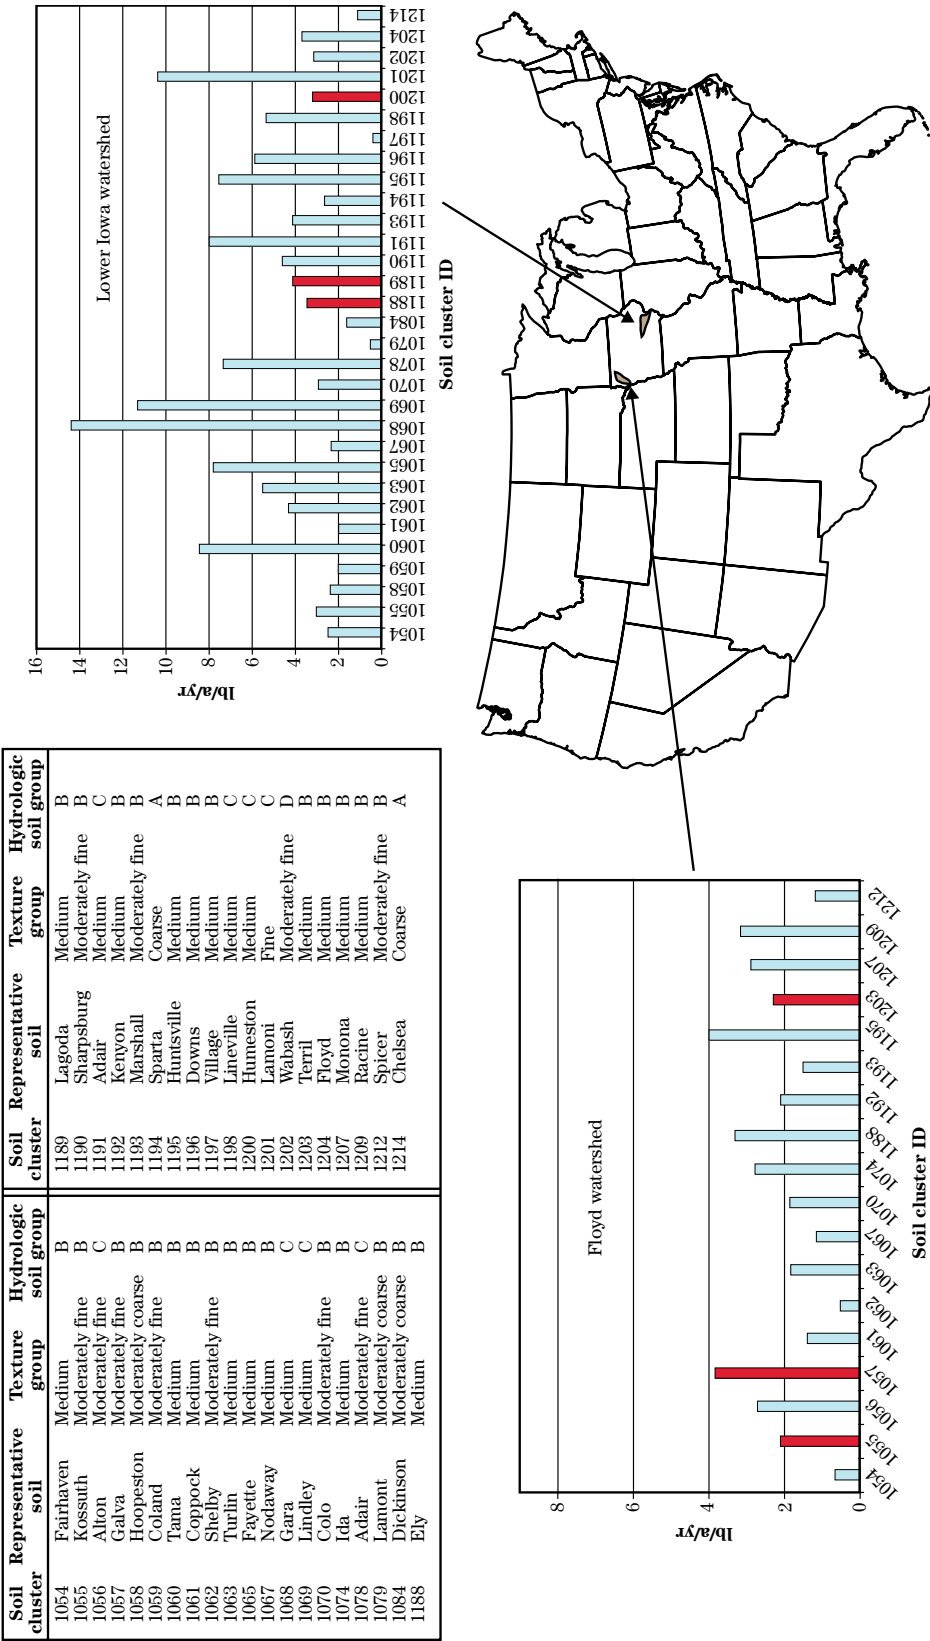 Soil cluster Representative soil Texture group Hydrologic soil group Soil cluster Representative soil Texture group Hydrologic soil group
1054 Fairhaven Medium B 1189 Lagoda Medium B
1055 Kossuth Moderately fine B 1190 Sharpsburg Moderately fine B
1056 Alton Moderately fine C 1191 Adair Medium C
1057 Galva Moderately fine B 1192 Kenyon Medium B
1058 Hoopeston Moderately coarse B 1193 Marshall Moderately fine B
1059 Coland Moderately fine B 1194 Sparta Coarse A
1060 Tama Medium B 1195 Huntsville Medium B
1061 Coppock Medium B 1196 Downs Medium B
1062 Shelby Moderately fine B 1197 Village Medium B
1063 Turlin Medium B 1198 Lineville Medium C
1065 Fayette Medium B 1200 Humeston Medium C
1067 Nodaway Medium B 1201 Lamoni Fine C
1068 Gara Medium C 1202 Wabash Moderately fine D
1069 Lindley Medium C 1203 Terril Medium B
1070 Colo Moderately fine B 1204 Floyd Medium B
1074 Ida Medium B 1207 Monona Medium B
1078 Adair Moderately fine C 1209 Racine Medium B
1079 Lamont Moderately coarse B 1212 Spicer Moderately fine B
1084 Dickinson Moderately coarse B 1214 Chelsea Coarse A
1188 Ely Medium B
16
14
12
10
8
6
4
2
0
lb/a/yr
Lower Iowa watershed
1054 1055 1058 1059 1060 1061 1062 1063 1065 1067 1068 1069 1070 1078 1079 1084 1188 1189 1190 1191 1193 1194 1195 1196 1197 1198 1200 1201 1202 1204 1214
Soil cluster ID
8
6
4
2
0
lb/a/yr
Floyd watershed
1054 1055 1056 1057 1061 1062 1063 1067 1070 1074 1188 1192 1193 1195 1203 1207 1209 1212
Soil cluster ID